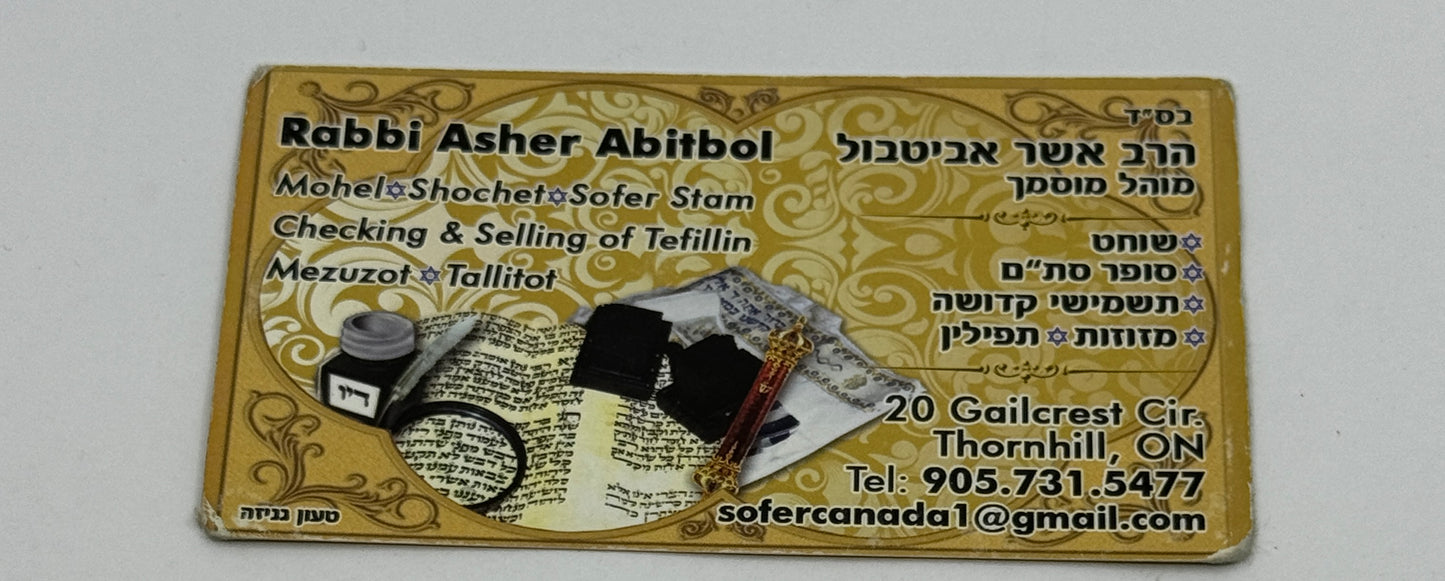 Rabbi Asher Abitbol
Mohel✡Shochet✡Sofer Stam
Checking & Selling of Tefillin
Mezuzot ✡ Tallitot
בס״ד
הרב אשר אביטבול
מוהל מוסמך
✡שוחט
✡סופר סת״ם
✡תשמישי קדושה
✡מזוזות ✡ תפילין
20 Gailcrest Cir.
Thornhill, ON
Tel: 905.731.5477
sofercanada1@gmail.com
דיו
טעון גניזה